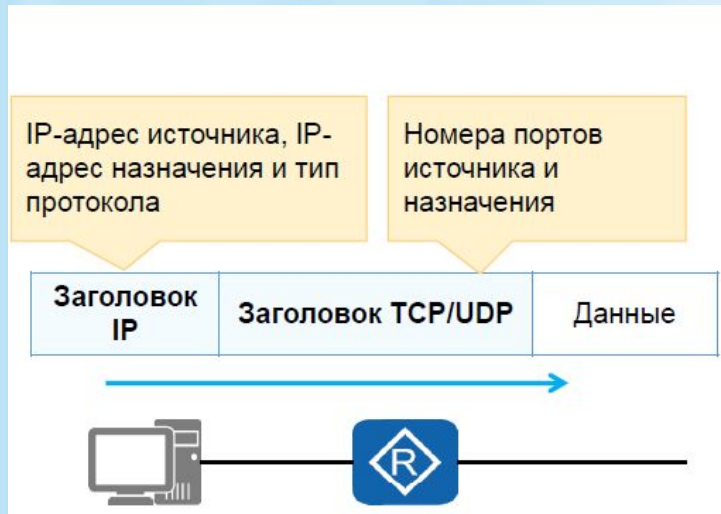 IP-адрес источника, IP-
адрес назначения и тип
протокола
Номера портов
источника и
назначения
Заголовок
IP
Заголовок TCP/UDP
Данные
R